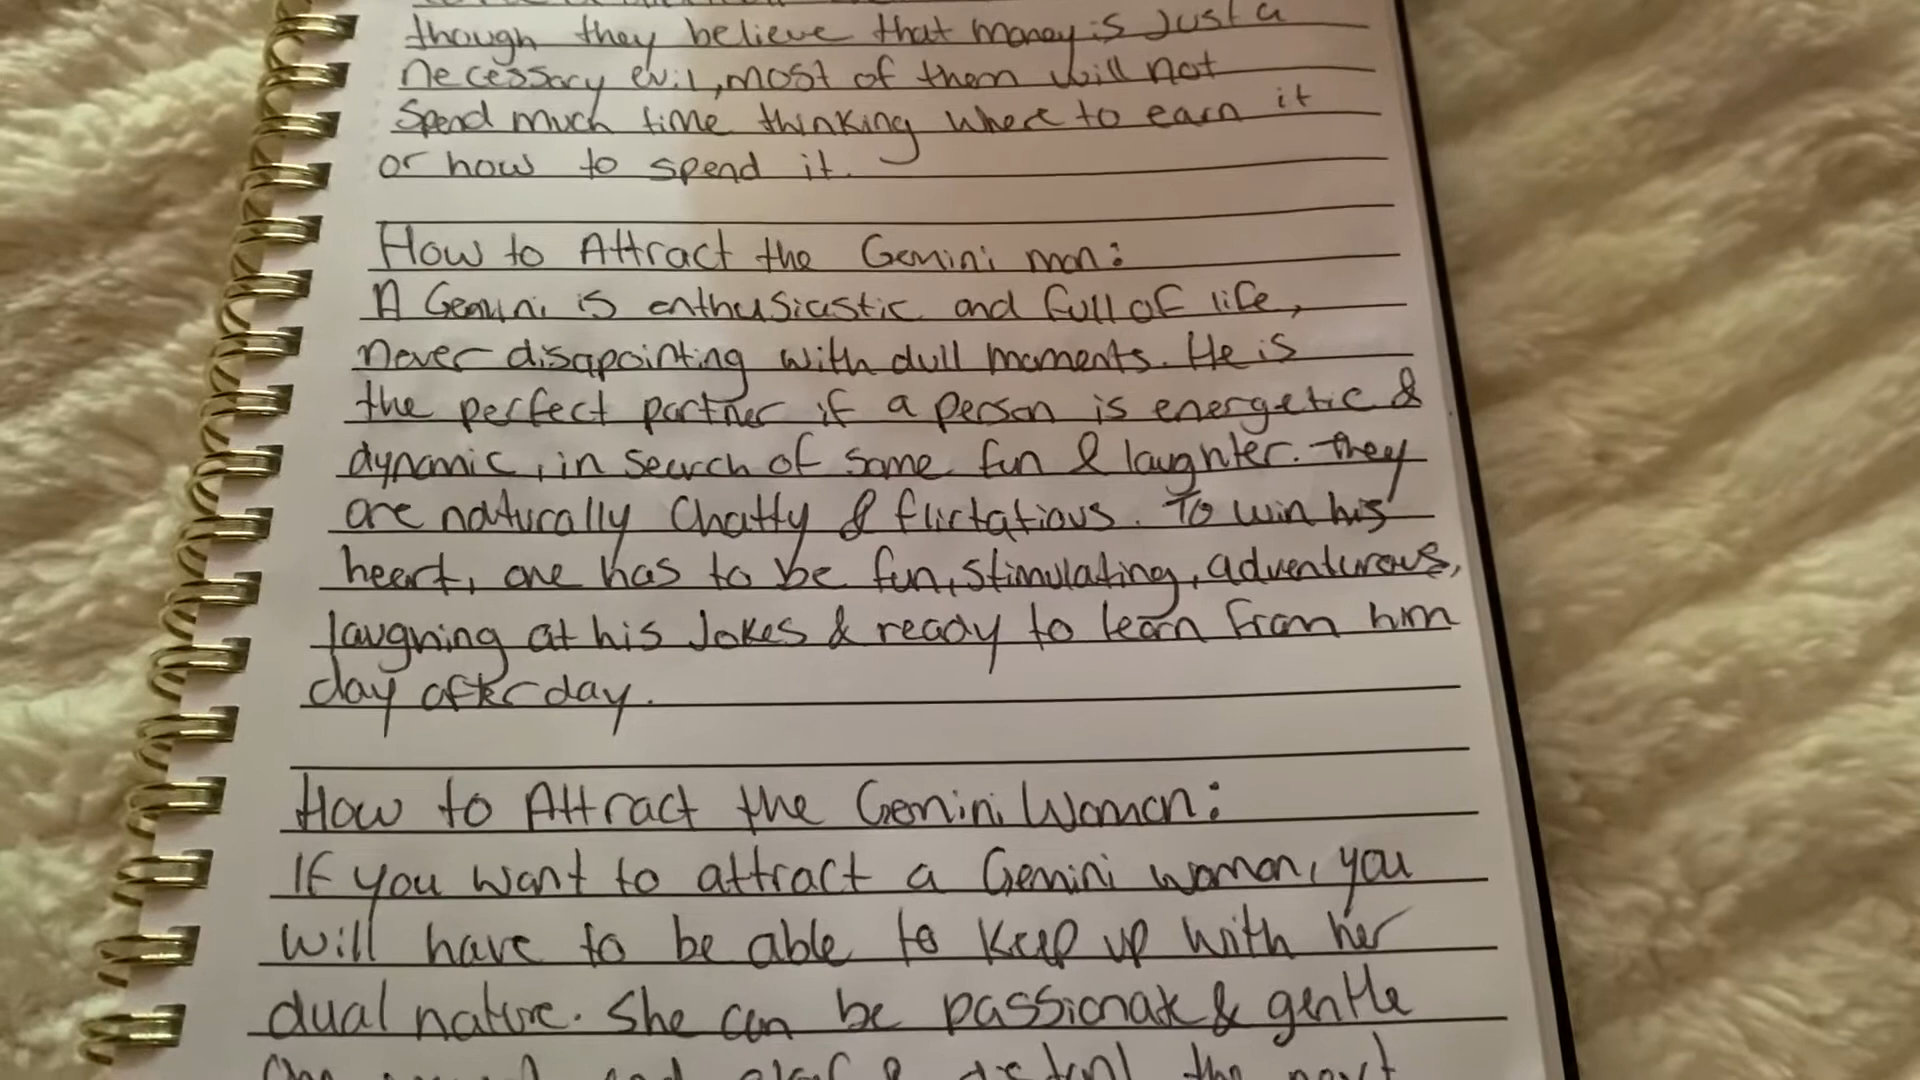 though they believe that money is Just a
necessary evil, most of them will not
Spend much time thinking where to earn it
or how to spend it.
How to Attract the Gemini man:
A Gemini is enthusiastic and full of life,
never disappointing with dull moments. He is
the perfect partner if a person is energetic &
dynamic, in search of some fun & laughter. They
are naturally Chatty & flirtatious. To win his
heart, one has to be fun, stimulating, adventurous,
laughing at his Jokes & ready to learn from him
day after day.
How to Attract the Gemini Woman:
If you want to attract a Gemini woman, you
will have to be able to Keep up with her
dual nature. She can be passionate & gentle
the next